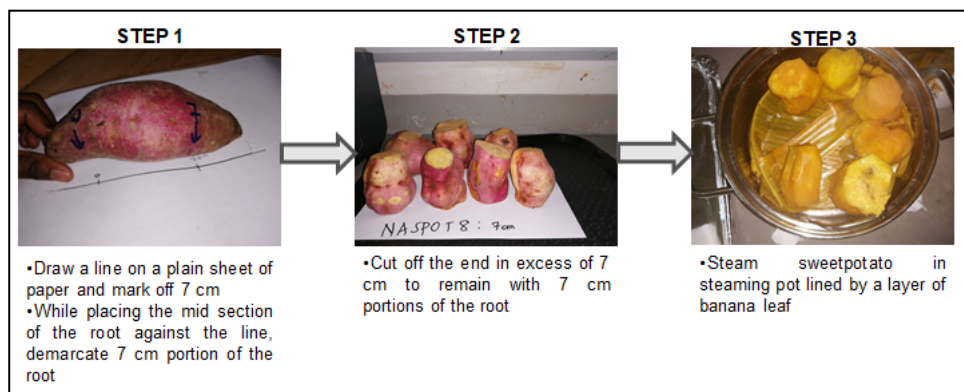 STEP 1
•Draw a line on a plain sheet of
paper and mark off 7 cm
•While placing the mid section
of the root against the line,
demarcate 7 cm portion of the
root
STEP 2
NASPOT 8: 7cm
•Cut off the end in excess of 7
cm to remain with 7 cm
portions of the root
STEP 3
•Steam sweetpotato in
steaming pot lined by a layer of
banana leaf